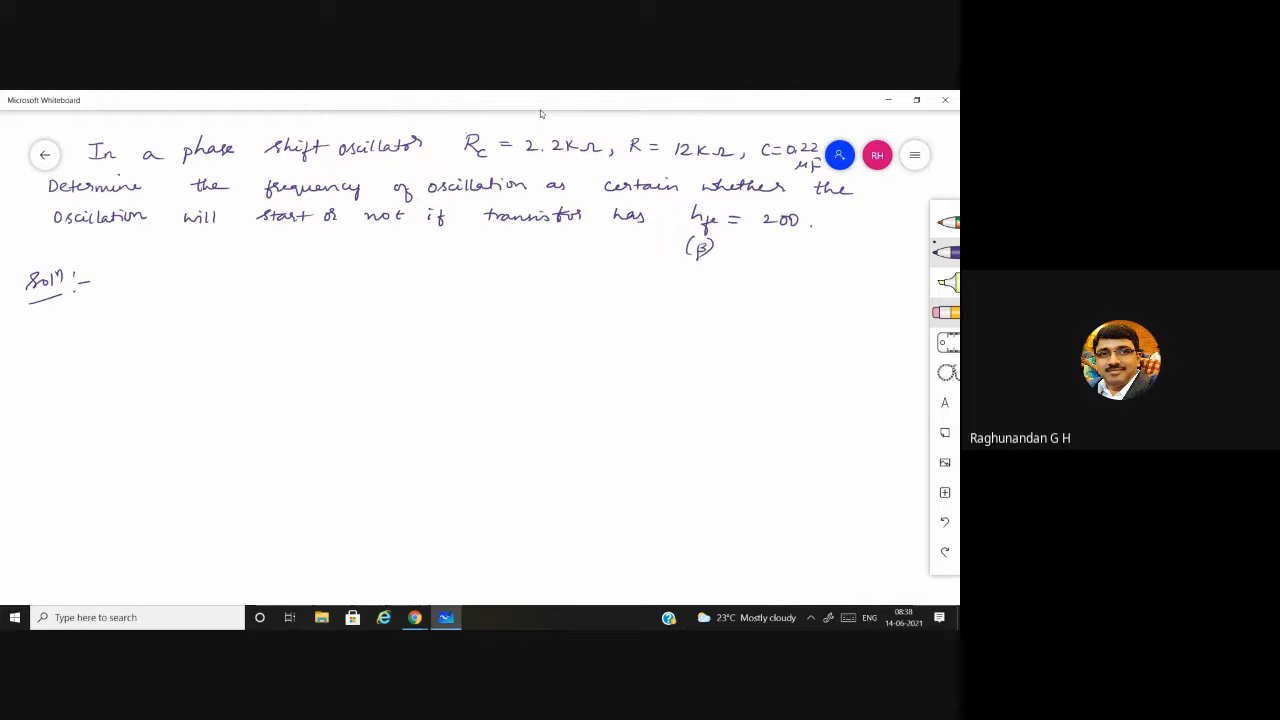 Microsoft Whiteboard
In a phase shift oscillator Rc = 2.2KΩ, R = 12KΩ, C=0.22 μF
Determine the frequency of oscillation as certain whether the
Oscillation will start or not if transistor has hfe = 200.
(β)
Solⁿ :-
RH
A
Raghunandan G H
Type here to search
23°C Mostly cloudy
ENG
08:38
14-06-2021